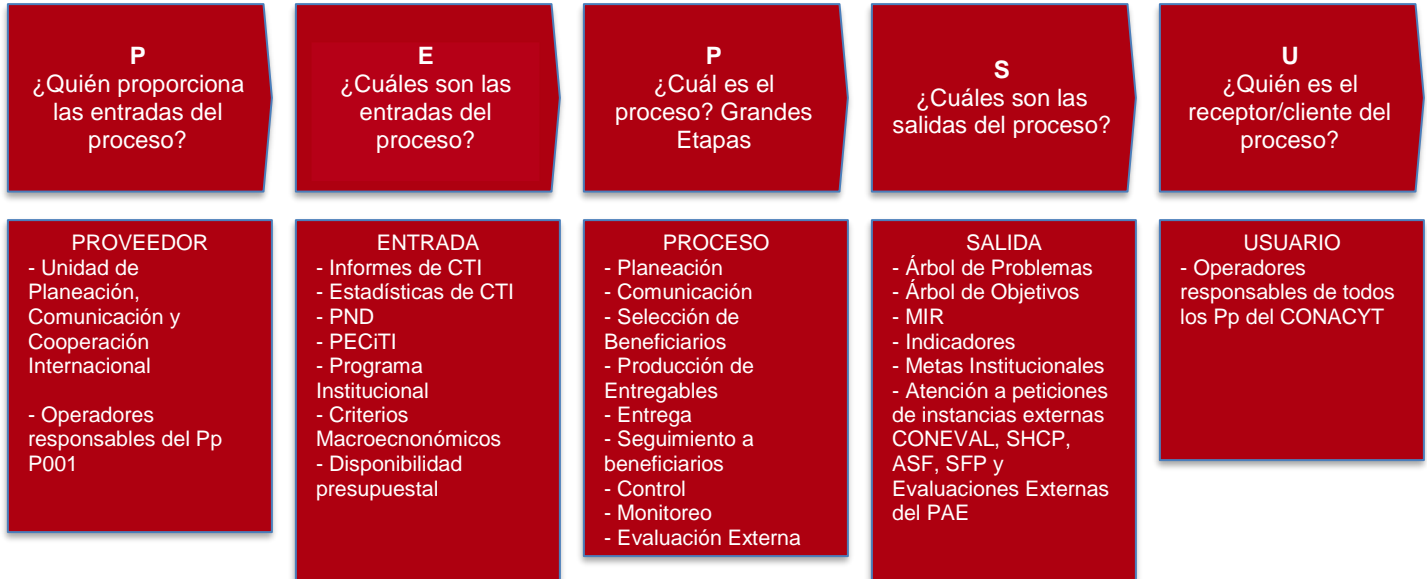 P
¿Quién proporciona
las entradas del
proceso?
E
¿Cuáles son las
entradas del
proceso?
P
¿Cuál es el
proceso? Grandes
Etapas
S
¿Cuáles son las
salidas del proceso?
U
¿Quién es el
receptor/cliente del
proceso?
PROVEEDOR
- Unidad de
Planeación,
Comunicación y
Cooperación
Internacional
- Operadores
responsables del Pp
P001
ENTRADA
- Informes de CTI
- Estadísticas de CTI
- PND
- PECiTI
- Programa
Institucional
- Criterios
Macroecnonómicos
- Disponibilidad
presupuestal
PROCESO
- Planeación
- Comunicación
- Selección de
Beneficiarios
- Producción de
Entregables
- Entrega
- Seguimiento a
beneficiarios
- Control
- Monitoreo
- Evaluación Externa
SALIDA
- Árbol de Problemas
- Árbol de Objetivos
- MIR
- Indicadores
- Metas Institucionales
- Atención a peticiones
de instancias externas
CONEVAL, SHCP,
ASF, SFP y
Evaluaciones Externas
del PAE
USUARIO
- Operadores
responsables de todos
los Pp del CONACYT